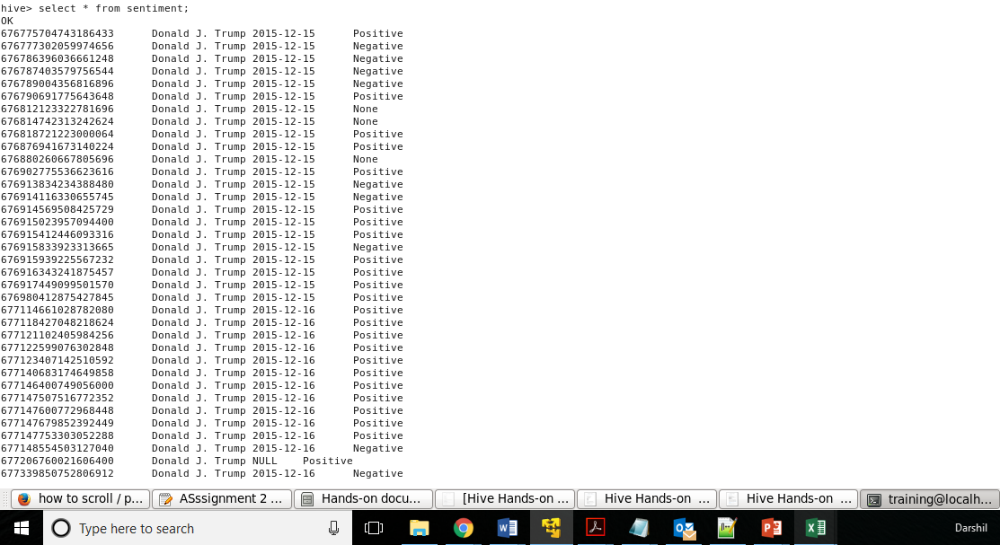 hive> select * from sentiment;
OK
676775704743186433 Donald J. Trump 2015-12-15 Positive
676777302059974656 Donald J. Trump 2015-12-15 Negative
676786396036661248 Donald J. Trump 2015-12-15 Negative
676787403579756544 Donald J. Trump 2015-12-15 Negative
676789004356816896 Donald J. Trump 2015-12-15 Negative
676790691775643648 Donald J. Trump 2015-12-15 Positive
676812123322781696 Donald J. Trump 2015-12-15 None
676814742313242624 Donald J. Trump 2015-12-15 None
676818721223000064 Donald J. Trump 2015-12-15 Positive
676876941673140224 Donald J. Trump 2015-12-15 Positive
676880260667805696 Donald J. Trump 2015-12-15 None
676902775536623616 Donald J. Trump 2015-12-15 Positive
676913834234388480 Donald J. Trump 2015-12-15 Negative
676914116330655745 Donald J. Trump 2015-12-15 Negative
676914569508425729 Donald J. Trump 2015-12-15 Positive
676915023957094400 Donald J. Trump 2015-12-15 Positive
676915412446093316 Donald J. Trump 2015-12-15 Positive
676915833923313665 Donald J. Trump 2015-12-15 Negative
676915939225567232 Donald J. Trump 2015-12-15 Positive
676916343241875457 Donald J. Trump 2015-12-15 Positive
676917449099501570 Donald J. Trump 2015-12-15 Positive
676980412875427845 Donald J. Trump 2015-12-15 Positive
677114661028782080 Donald J. Trump 2015-12-16 Positive
677118427048218624 Donald J. Trump 2015-12-16 Positive
677121102405984256 Donald J. Trump 2015-12-16 Positive
677122599076302848 Donald J. Trump 2015-12-16 Positive
677123407142510592 Donald J. Trump 2015-12-16 Positive
677140683174649858 Donald J. Trump 2015-12-16 Positive
677146400749056000 Donald J. Trump 2015-12-16 Positive
677147507516772352 Donald J. Trump 2015-12-16 Positive
677147600772968448 Donald J. Trump 2015-12-16 Positive
677147679852392449 Donald J. Trump 2015-12-16 Positive
677147753303052288 Donald J. Trump 2015-12-16 Positive
677148554503127040 Donald J. Trump 2015-12-16 Negative
677206760021606400 Donald J. Trump NULL Positive
677339850752806912 Donald J. Trump 2015-12-16 Negative
how to scroll / p... ASssignment 2 ... Hands-on docu... [Hive Hands-on ... Hive Hands-on ... Hive Hands-on ... training@localh...
Type here to search Darshil